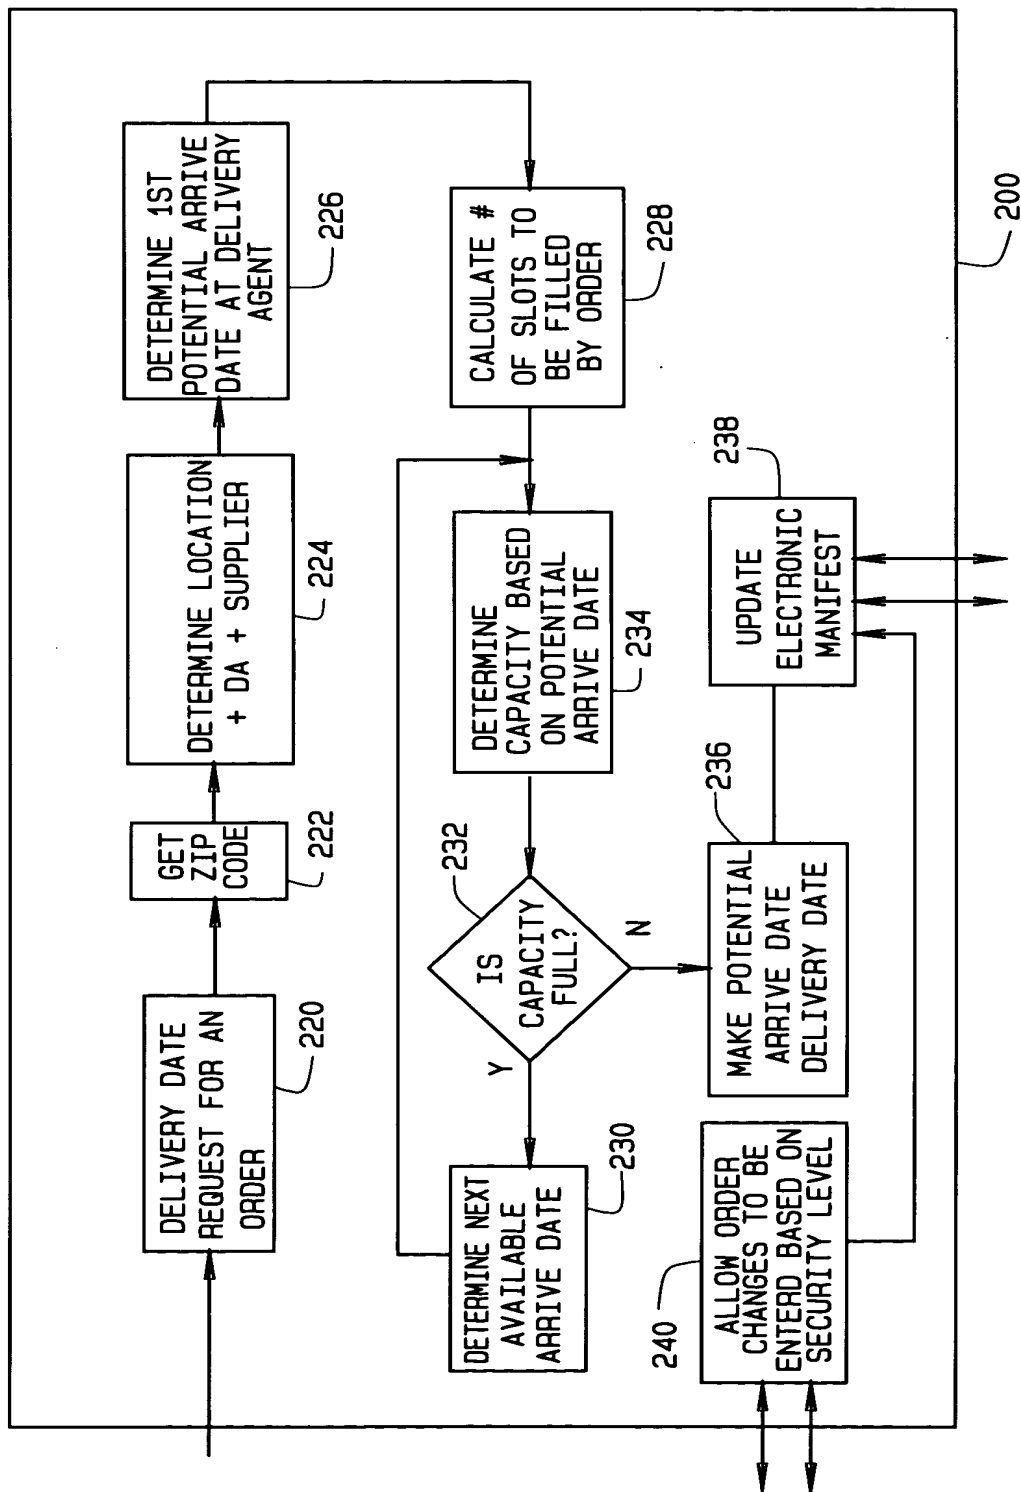 DELIVERY DATE
REQUEST FOR AN
ORDER
220
GET
ZIP
CODE
222
DETERMINE LOCATION
+ DA + SUPPLIER
224
DETERMINE 1ST
POTENTIAL ARRIVE
DATE AT DELIVERY
AGENT
226
CALCULATE #
OF SLOTS TO
BE FILLED
BY ORDER
228
DETERMINE
CAPACITY BASED
ON POTENTIAL
ARRIVE DATE
234
232
IS
CAPACITY
FULL?
Y
N
DETERMINE NEXT
AVAILABLE
ARRIVE DATE
230
236
MAKE POTENTIAL
ARRIVE DATE
DELIVERY DATE
238
UPDATE
ELECTRONIC
MANIFEST
240
ALLOW ORDER
CHANGES TO BE
ENTERD BASED ON
SECURITY LEVEL
200